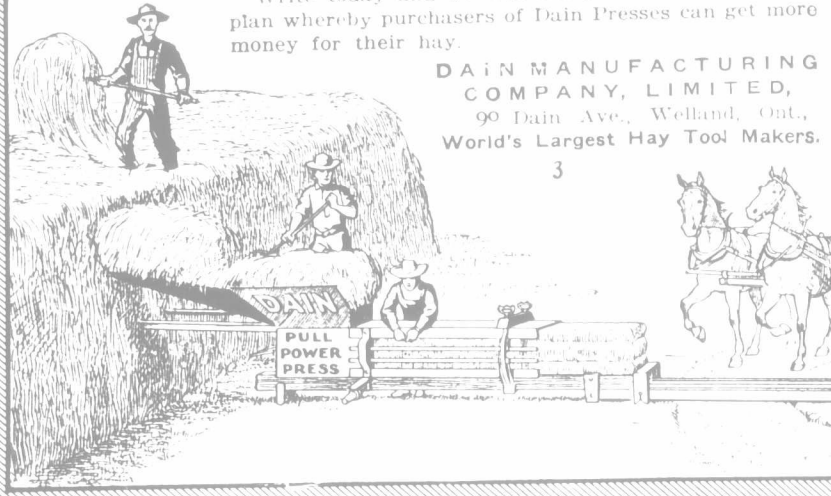 plan whereby purchasers of Dain Presses can get more
money for their hay.
DAIN MANUFACTURING
COMPANY, LIMITED,
90 Dain Ave., Welland, Ont.,
World's Largest Hay Tool Makers.
3
DAIN
PULL
POWER
PRESS